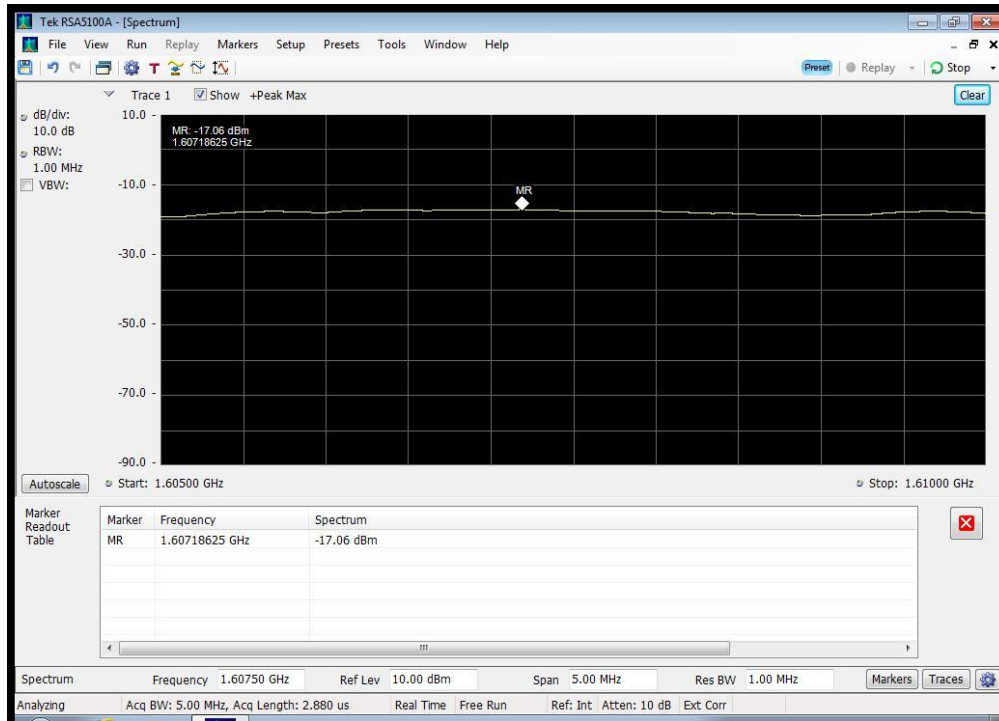 Tek RSA5100A - [Spectrum]
File View Run Replay Markers Setup Presets Tools Window Help
T Preset Replay Stop
Trace 1 Show +Peak Max Clear
dB/div:
10.0 dB
RBW:
1.00 MHz
VBW:
10.0
-10.0
-30.0
-50.0
-70.0
-90.0
MR: -17.06 dBm
1.60718625 GHz
MR
Autoscale Start: 1.60500 GHz Stop: 1.61000 GHz
Marker
Readout
Table
Marker Frequency Spectrum
MR 1.60718625 GHz -17.06 dBm
Spectrum Frequency 1.60750 GHz Ref Lev 10.00 dBm Span 5.00 MHz Res BW 1.00 MHz Markers Traces
Analyzing Acq BW: 5.00 MHz, Acq Length: 2.880 us Real Time Free Run Ref: Int Atten: 10 dB Ext Corr